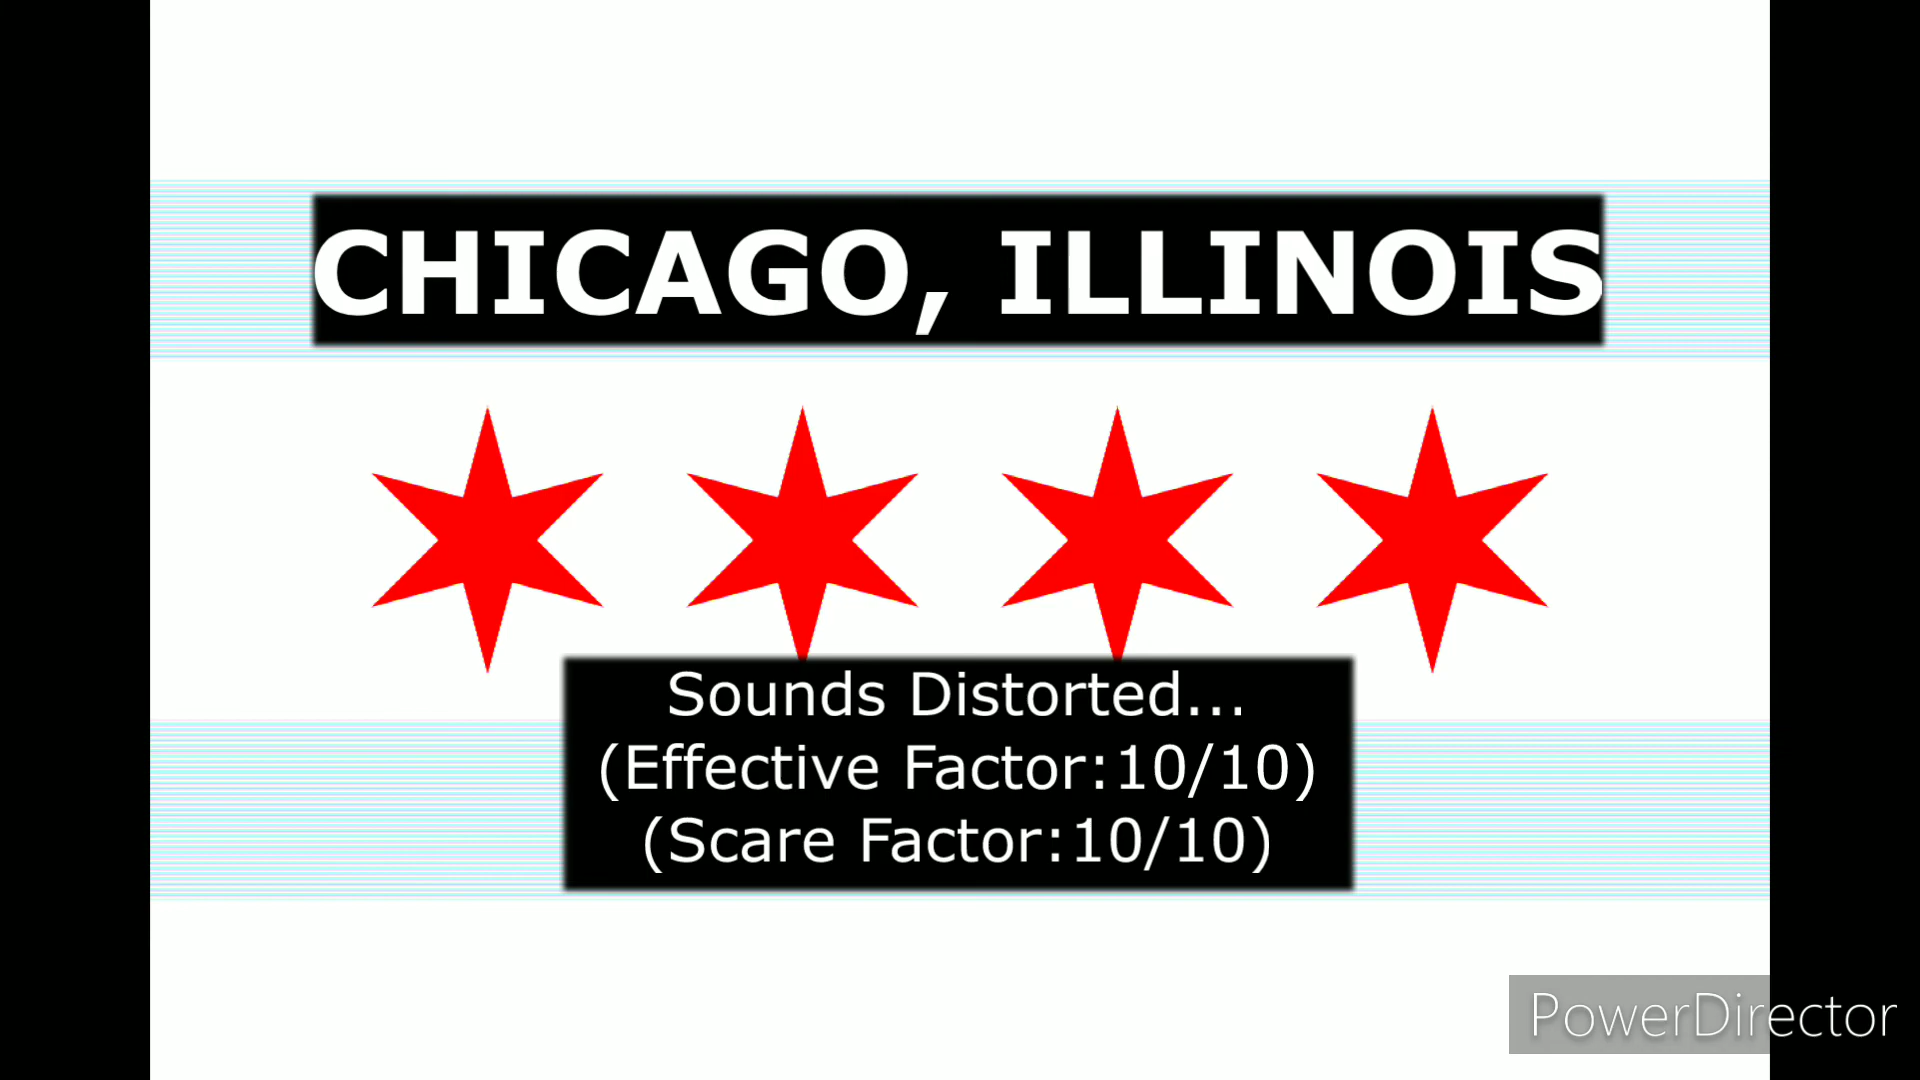 CHICAGO, ILLINOIS
Sounds Distorted...
(Effective Factor:10/10)
(Scare Factor:10/10)
PowerDirector